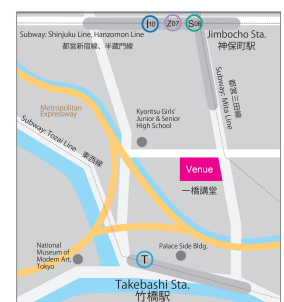 I10 Z07 S06
Subway: Shinjuku Line, Hanzomon Line
都営新宿線、半蔵門線
Jimbocho Sta.
神保町駅
都営三田線
Subway: Mita Line
Metropolitan
Expressway
Kyoritsu Girls'
Junior & Senior
High School
Subway: Tozai Line 東西線
Venue
一橋講堂
National
Museum of
Modern Art,
Tokyo
Palace Side Bldg.
T
Takebashi Sta.
竹橋駅